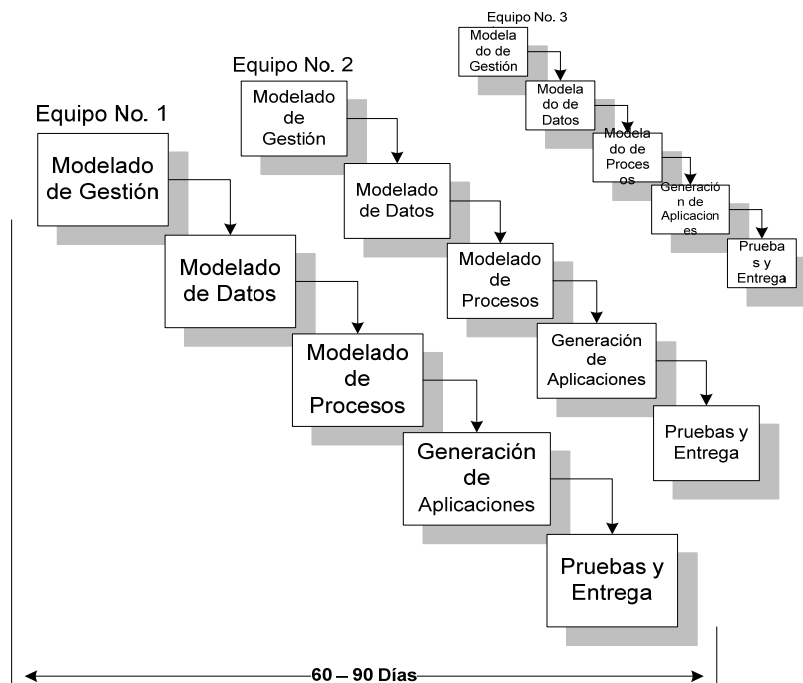 Equipo No. 1
Modelado
de Gestión
Modelado
de Datos
Modelado
de
Procesos
Generación
de
Aplicaciones
Pruebas y
Entrega
Equipo No. 2
Modelado
de
Gestión
Modelado
de Datos
Modelado
de
Procesos
Generación
de
Aplicaciones
Pruebas y
Entrega
Equipo No. 3
Modela
do de
Gestión
Modela
do de
Datos
Modela
do de
Proces
os
Generació
n de
Aplicacion
es
Prueba
s y
Entrega
60 – 90 Días